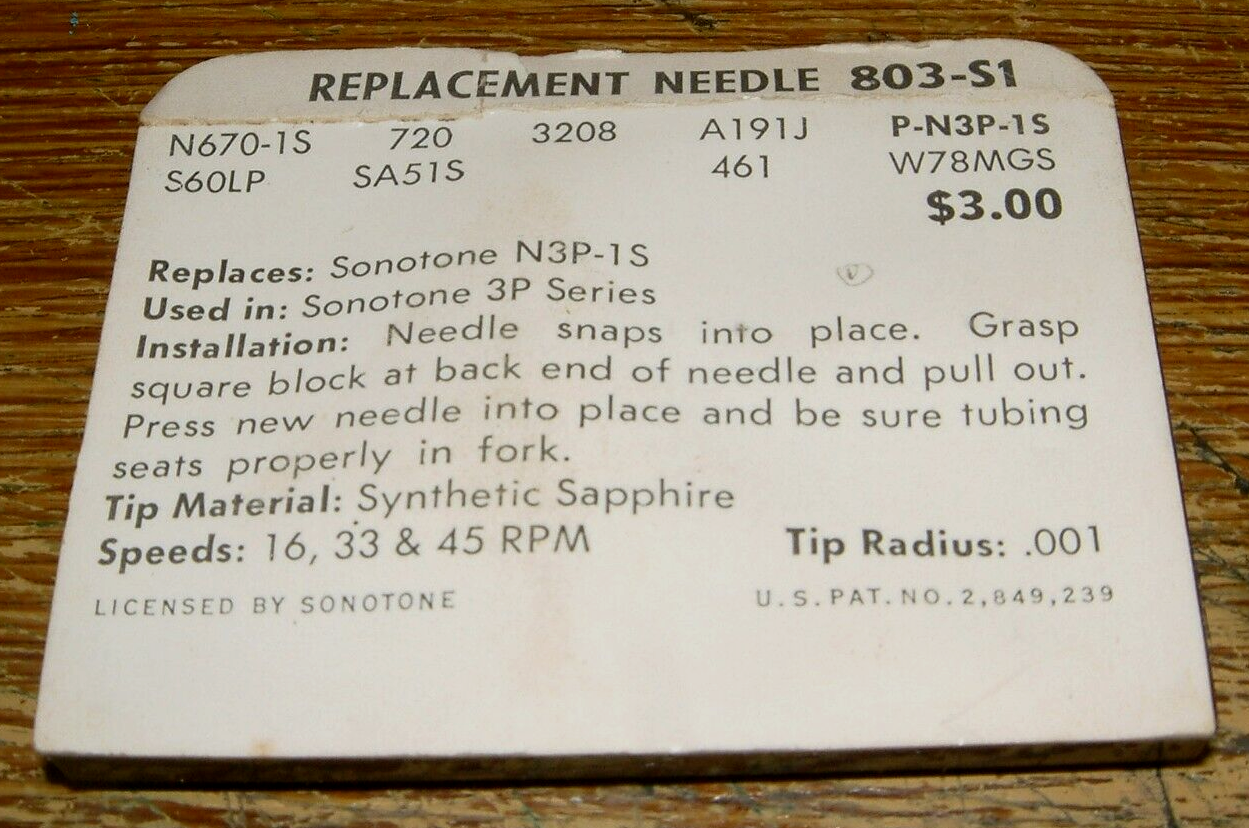 REPLACEMENT NEEDLE 803-S1
N670-1S 720 3208 A191J P-N3P-1S
S60LP SA51S 461 W78MGS
$3.00
Replaces: Sonotone N3P-1S
Used in: Sonotone 3P Series
Installation: Needle snaps into place. Grasp
square block at back end of needle and pull out.
Press new needle into place and be sure tubing
seats properly in fork.
Tip Material: Synthetic Sapphire
Speeds: 16, 33 & 45 RPM Tip Radius: .001
LICENSED BY SONOTONE U.S.PAT.NO.2,849,239